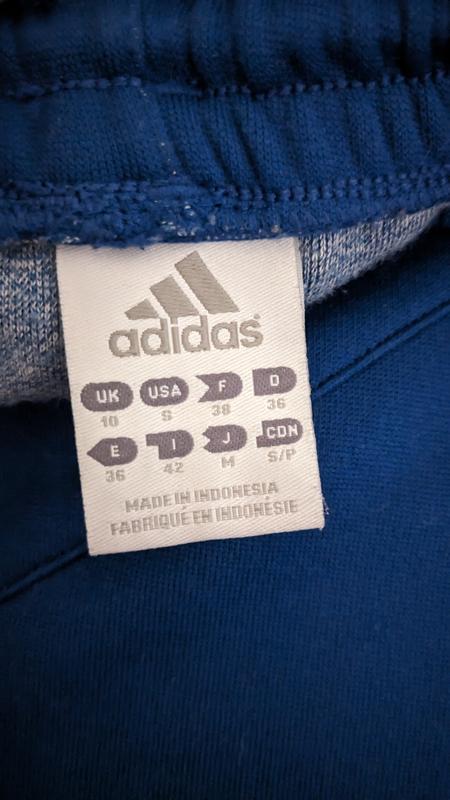 adidas
UK USA F D
10 S 38 36
E I J CDN
36 42 M S/P
MADE IN INDONESIA
FABRIQUÉ EN INDONÉSIE